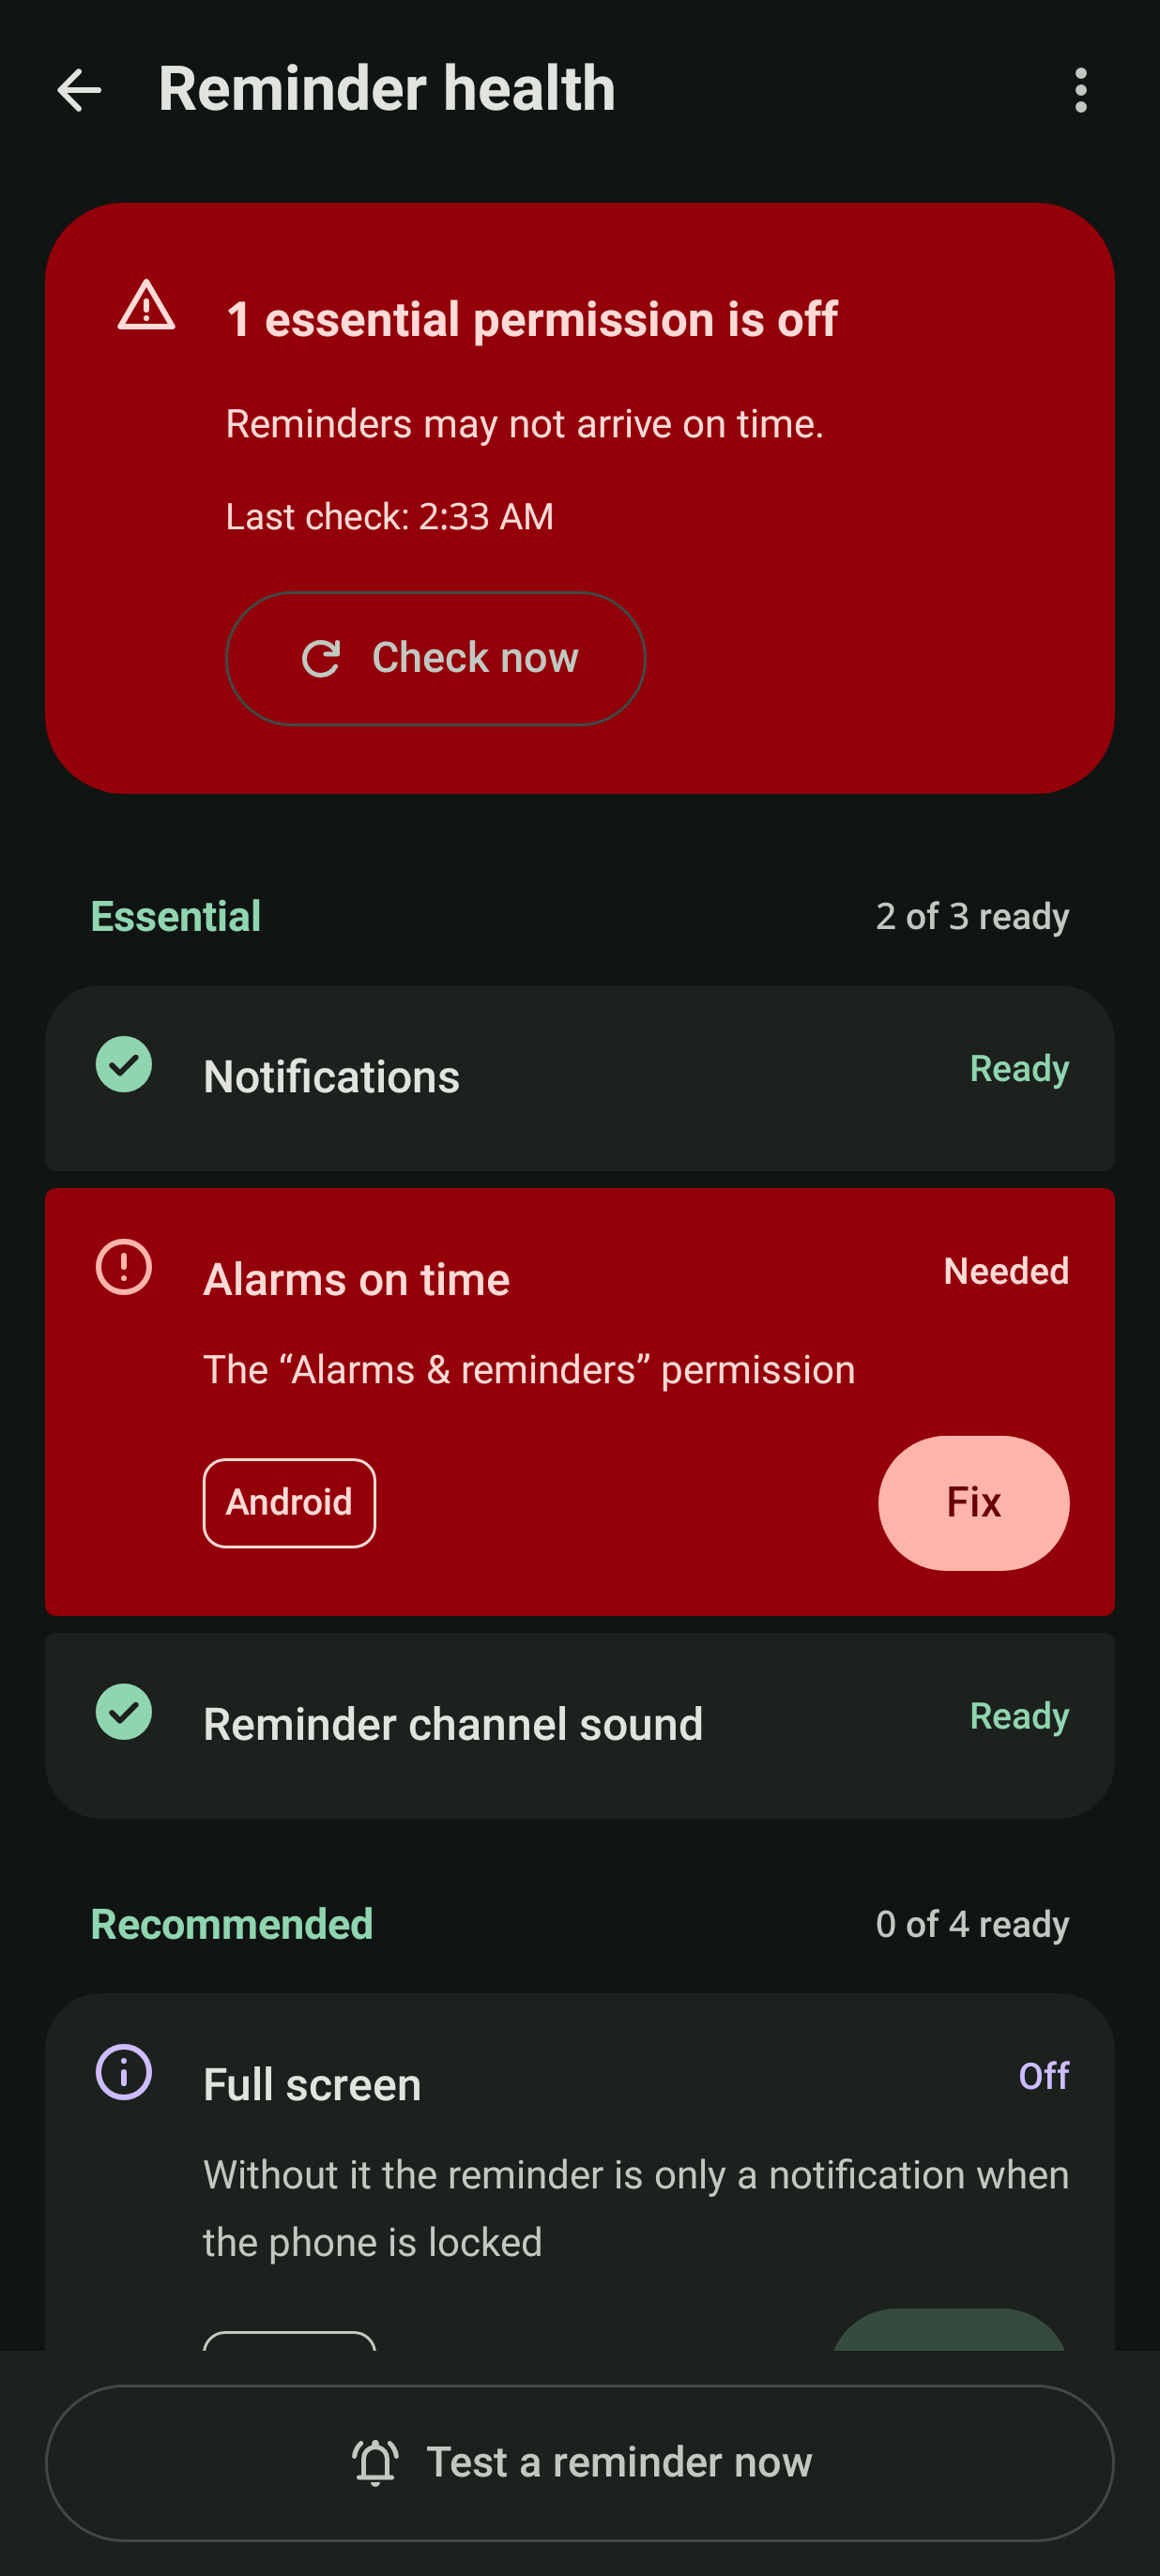 Reminder health
1 essential permission is off
Reminders may not arrive on time.
Last check: 2:33 AM
Check now
Essential
2 of 3 ready
Notifications
Ready
Alarms on time
Needed
The “Alarms & reminders” permission
Android
Fix
Reminder channel sound
Ready
Recommended
0 of 4 ready
Full screen
Off
Without it the reminder is only a notification when
the phone is locked
Test a reminder now